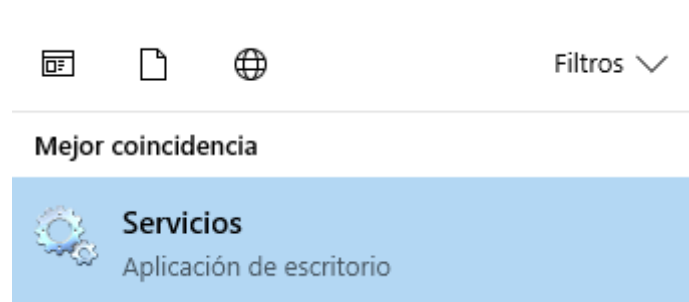 Filtros
Mejor coincidencia
Servicios
Aplicación de escritorio